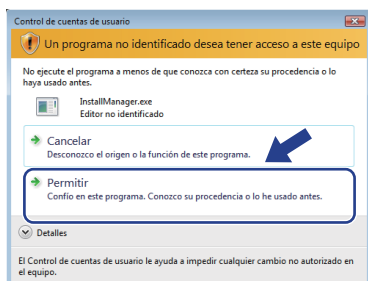 Control de cuentas de usuario
Un programa no identificado desea tener acceso a este equipo
No ejecute el programa a menos de que conozca con certeza su procedencia o lo
haya usado antes.
InstallManager.exe
Editor no identificado
Cancelar
Desconozco el origen o la función de este programa.
Permitir
Confío en este programa. Conozco su procedencia o lo he usado antes.
Detalles
El Control de cuentas de usuario le ayuda a impedir cualquier cambio no autorizado en
el equipo.